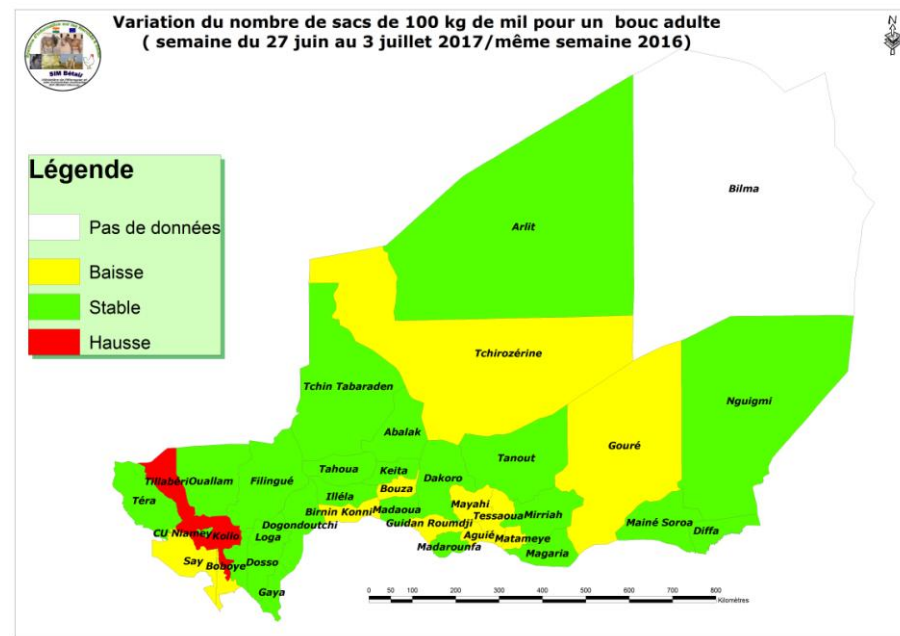 Variation du nombre de sacs de 100 kg de mil pour un bouc adulte
( semaine du 27 juin au 3 juillet 2017/même semaine 2016)
SIM Bétail
N
Légende
Pas de données
Baisse
Stable
Hausse
Bilma
Arlit
Tchirozérine
Tchin Tabaraden
Nguigmi
Abalak
Gouré
Tanout
Tillabéri
Ouallam
Filingué
Tahoua
Keita
Dakoro
Téra
Illéla
Bouza
Mayahi
Birnin Konni
Madaoua
Tessaoua
Mirriah
Mainé Soroa
Diffa
Dogondoutchi
Guidan Roumdji
CU Niamey
Kollo
Loga
Aguié
Matameye
Madarounfa
Magaria
Say
Boboye
Dosso
Gaya
0 50 100 200 300 400 500 600 700 800
Kilomètres